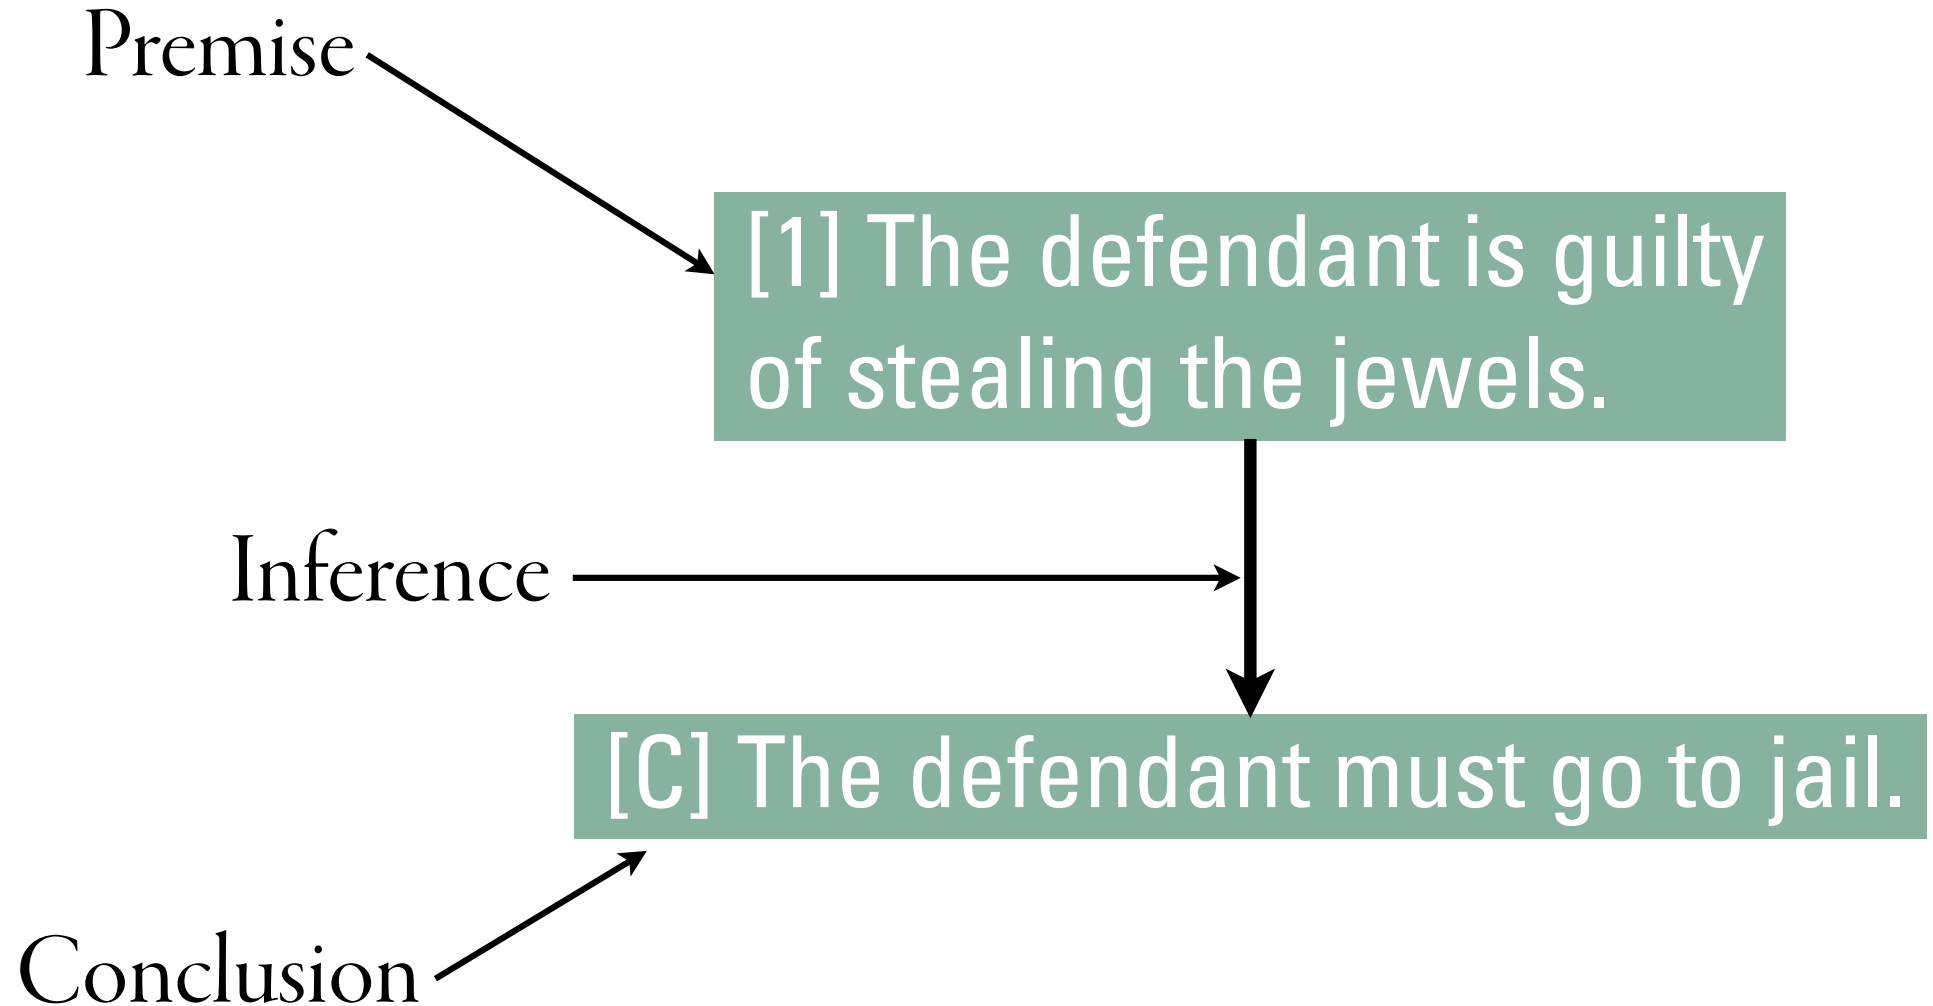 Premise
[1] The defendant is guilty
of stealing the jewels.
Inference
[C] The defendant must go to jail.
Conclusion